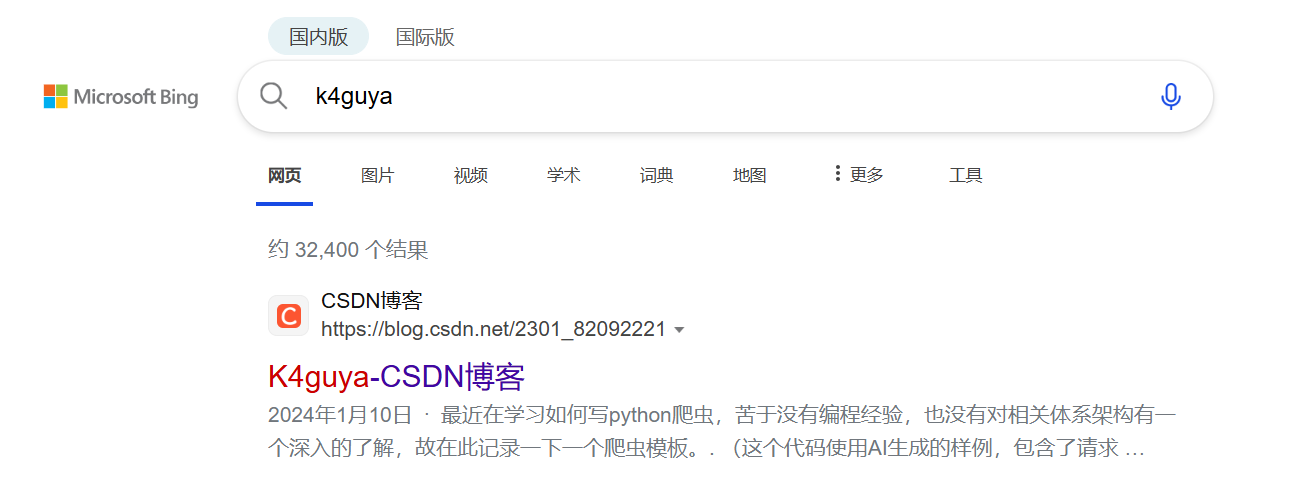 国内版 国际版
Microsoft Bing
k4guya
网页 图片 视频 学术 词典 地图 更多 工具
约 32,400 个结果
CSDN博客
https://blog.csdn.net/2301_82092221
K4guya-CSDN博客
2024年1月10日 · 最近在学习如何写python爬虫，苦于没有编程经验，也没有对相关体系架构有一
个深入的了解，故在此记录一下一个爬虫模板。. （这个代码使用AI生成的样例，包含了请求 …